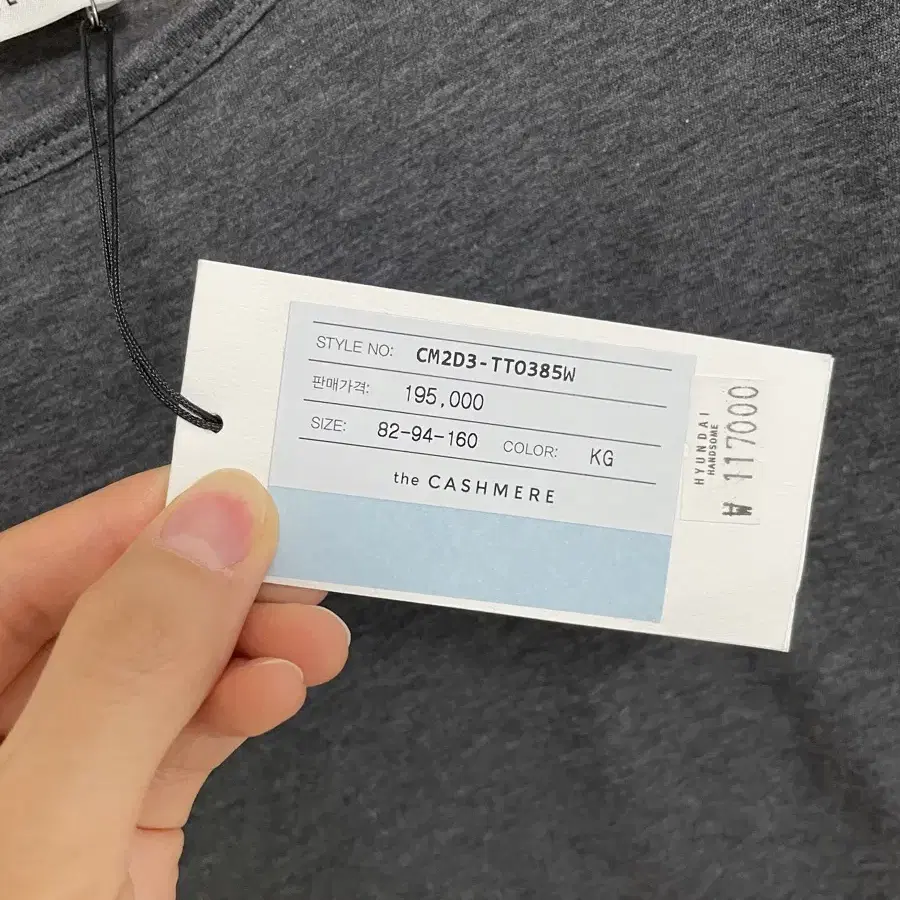 STYLE NO: CM2D3-TTO385W
판매가격: 195,000
SIZE: 82-94-160 COLOR: KG
the CASHMERE
HYUNDAI
HANDSOME
₩ 117000